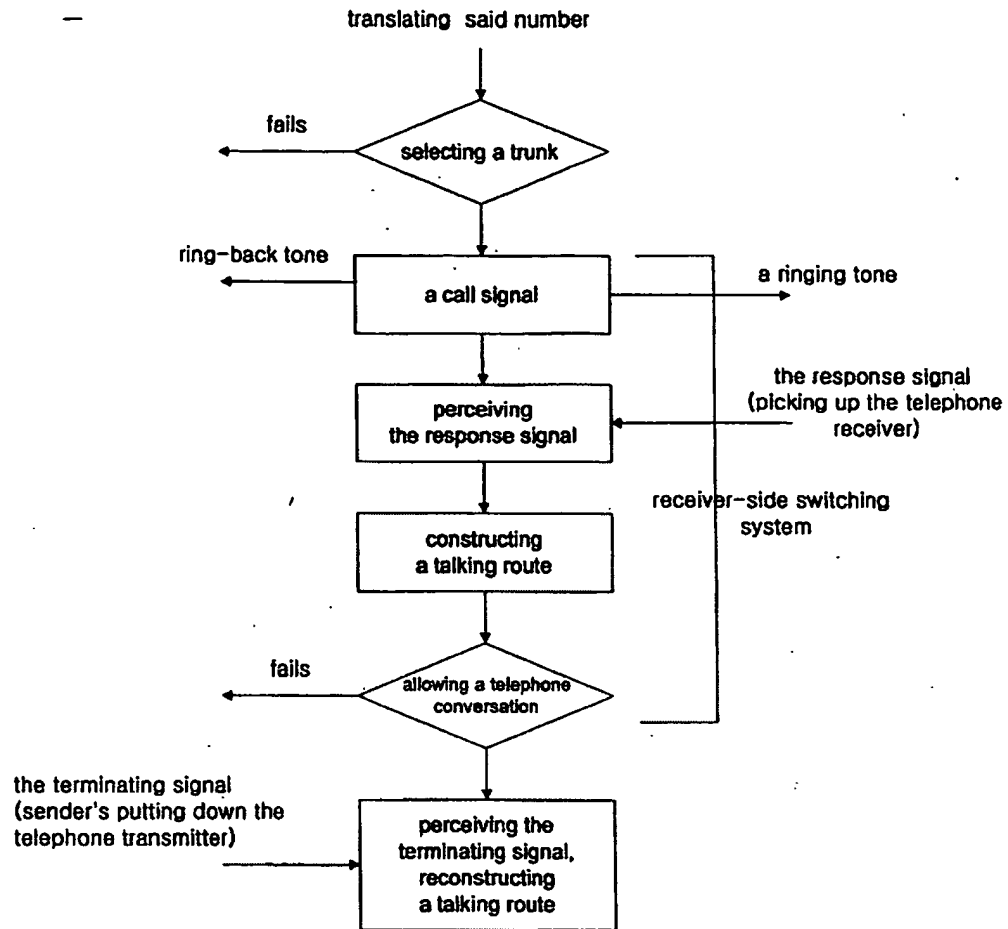 translating said number
fails
selecting a trunk
ring-back tone
a call signal
a ringing tone
the response signal
(picking up the telephone
receiver)
perceiving
the response signal
receiver-side switching
system
constructing
a talking route
fails
allowing a telephone
conversation
the terminating signal
(sender's putting down the
telephone transmitter)
perceiving the
terminating signal,
reconstructing
a talking route